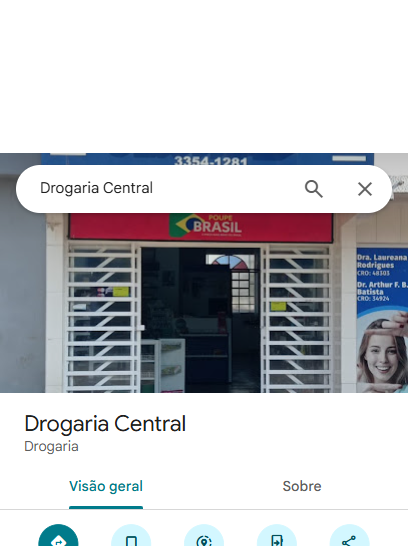 3354-1281
Drogaria Central
POUPE
BRASIL
Dra. Laureana
Rodrigues
CRO: 48303
Dr. Arthur F. B.
Batista
CRO: 34924
Drogaria Central
Drogaria
Visão geral
Sobre